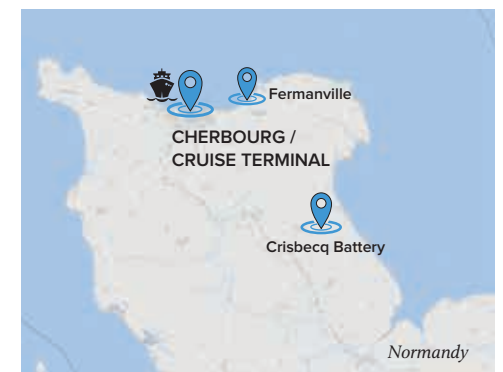 Fermanville
CHERBOURG /
CRUISE TERMINAL
Crisbecq Battery
Normandy